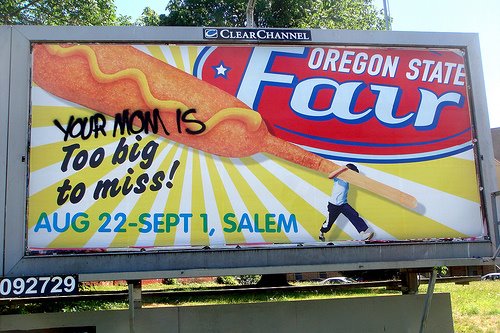 CLEARCHANNEL
OREGON STATE
Fair
YOUR MOM IS
Too big
to miss!
AUG 22-SEPT 1, SALEM
092729